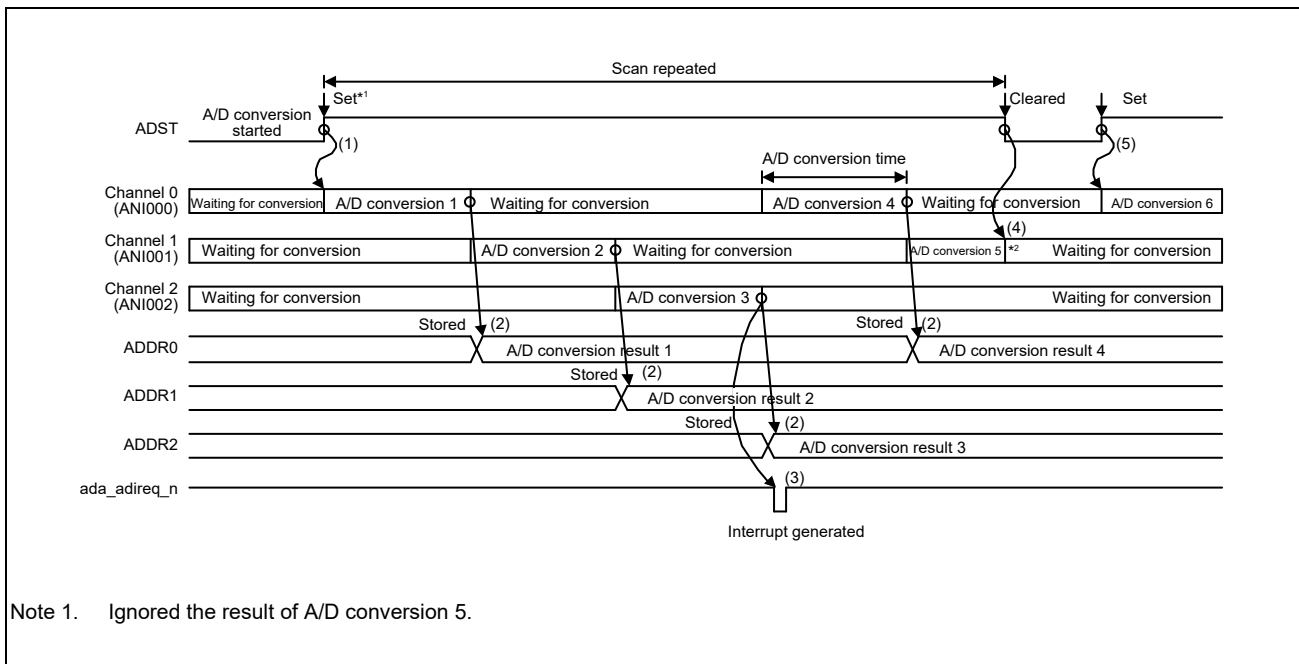 Scan repeated
Set*1
Cleared
Set
A/D conversion
started
ADST
(1)
(5)
A/D conversion time
Channel 0
(ANI000)
Waiting for conversion
A/D conversion 1
Waiting for conversion
A/D conversion 4
Waiting for conversion
A/D conversion 6
(4)
Channel 1
(ANI001)
Waiting for conversion
A/D conversion 2
Waiting for conversion
A/D conversion 5
*2
Waiting for conversion
Channel 2
(ANI002)
Waiting for conversion
A/D conversion 3
Waiting for conversion
Stored
(2)
Stored
(2)
ADDR0
A/D conversion result 1
A/D conversion result 4
Stored
(2)
ADDR1
A/D conversion result 2
Stored
(2)
ADDR2
A/D conversion result 3
ada_adireq_n
(3)
Interrupt generated
Note 1. Ignored the result of A/D conversion 5.